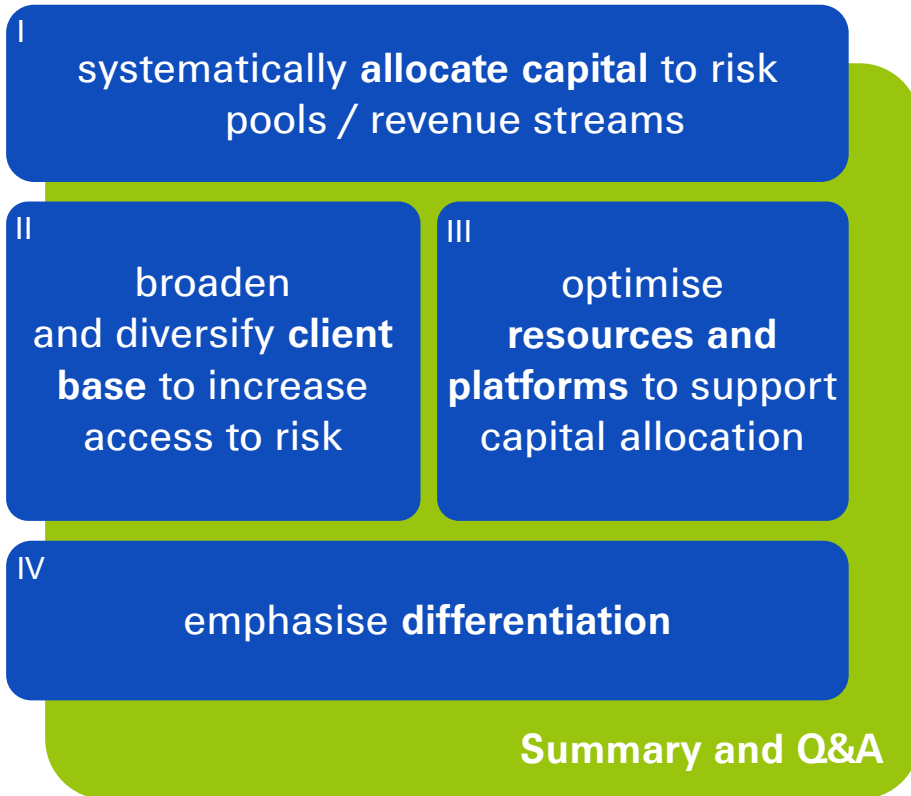 I
systematically allocate capital to risk
pools / revenue streams
II
broaden
and diversify client
base to increase
access to risk
III
optimise
resources and
platforms to support
capital allocation
IV
emphasise differentiation
Summary and Q&A